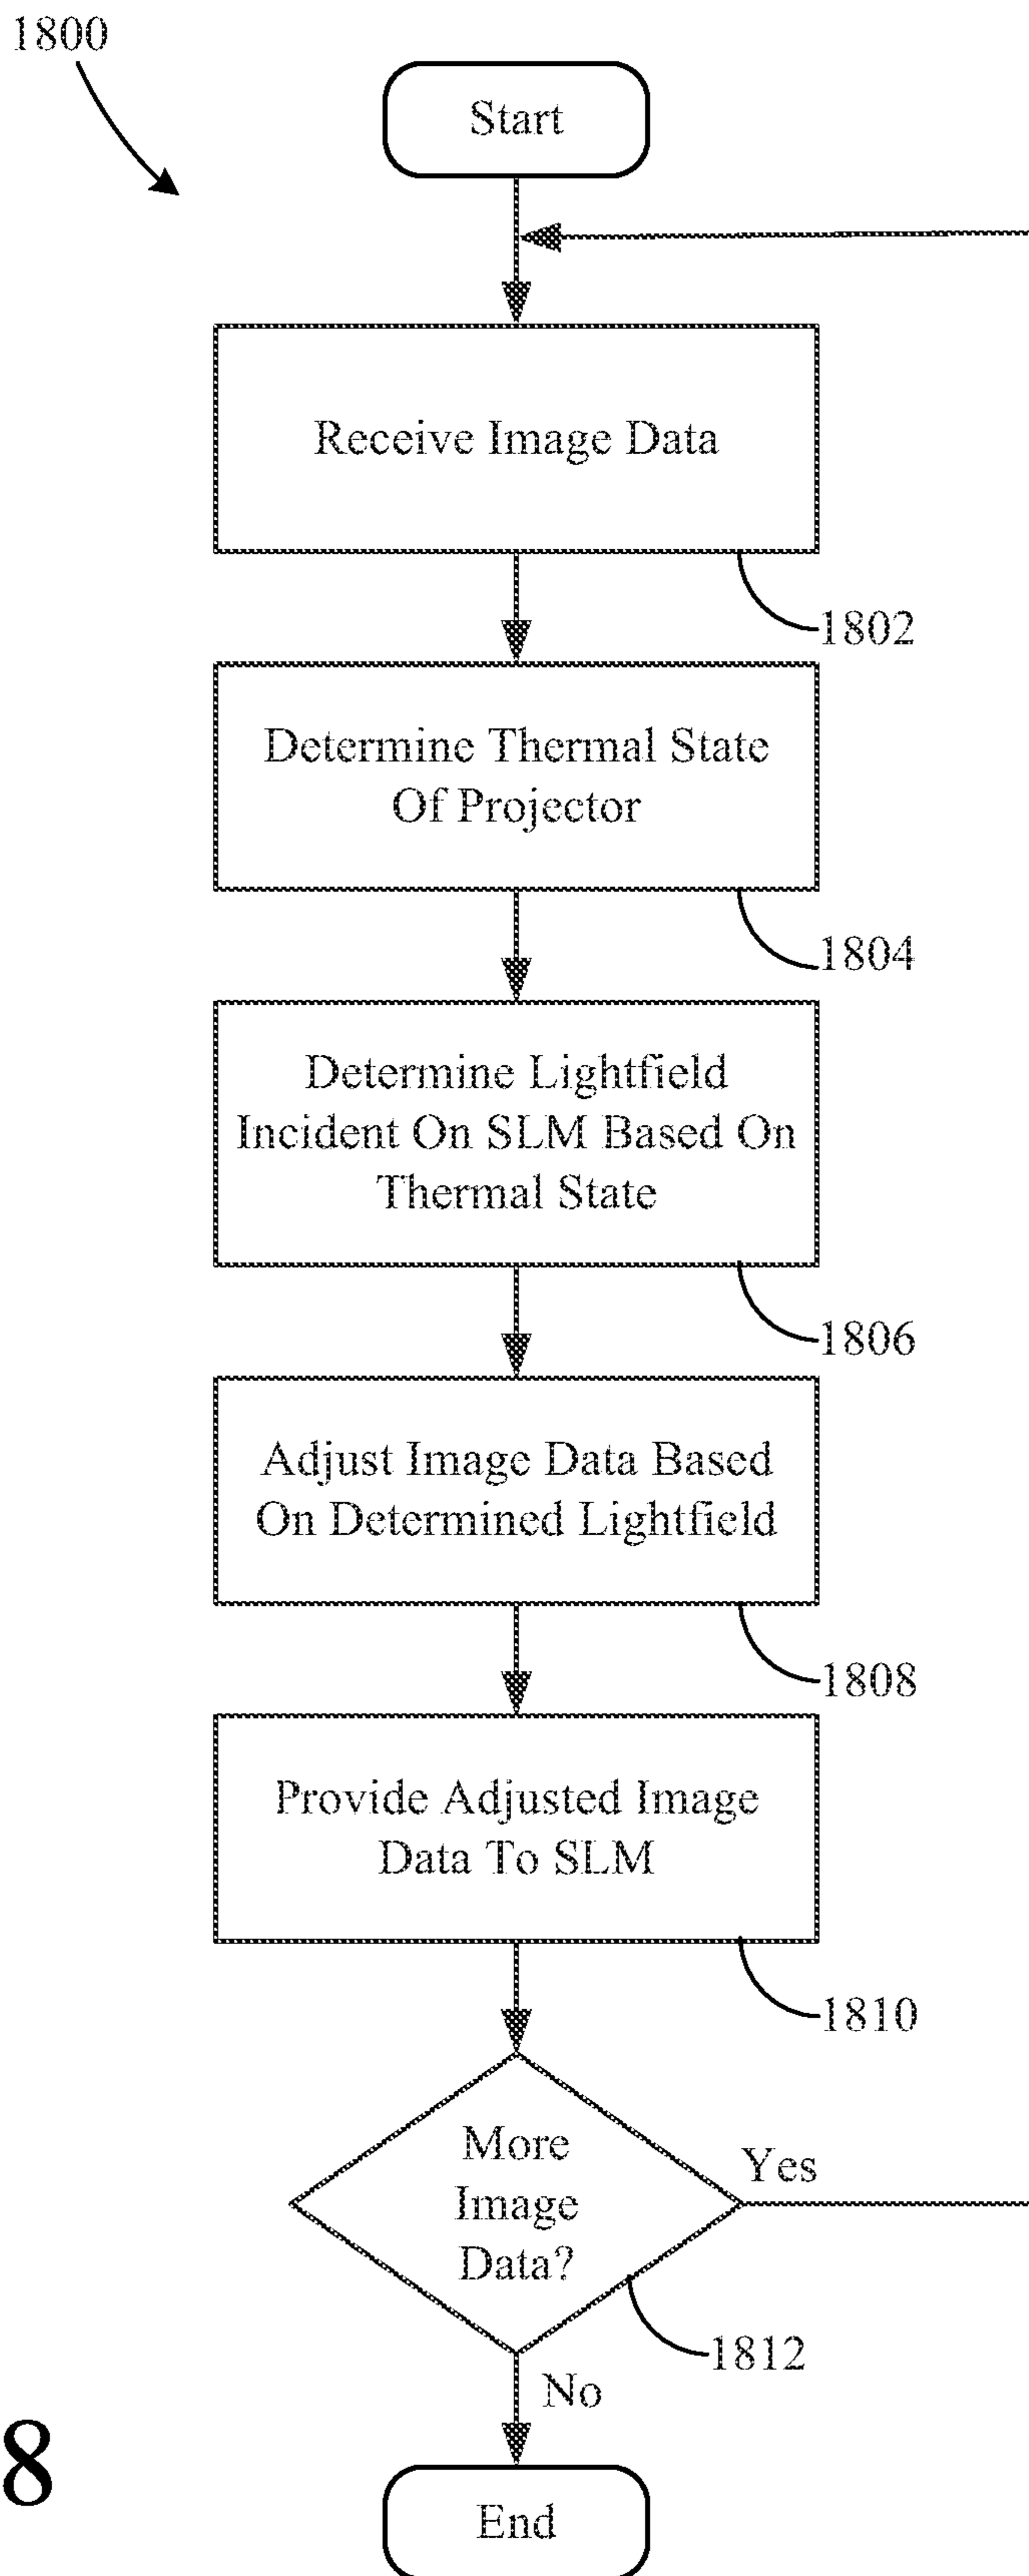 1800
Start
Receive Image Data
1802
Determine Thermal State
Of Projector
1804
Determine Lightfield
Incident On SLM Based On
Thermal State
1806
Adjust Image Data Based
On Determined Lightfield
1808
Provide Adjusted Image
Data To SLM
1810
More
Image
Data?
Yes
1812
No
8
End